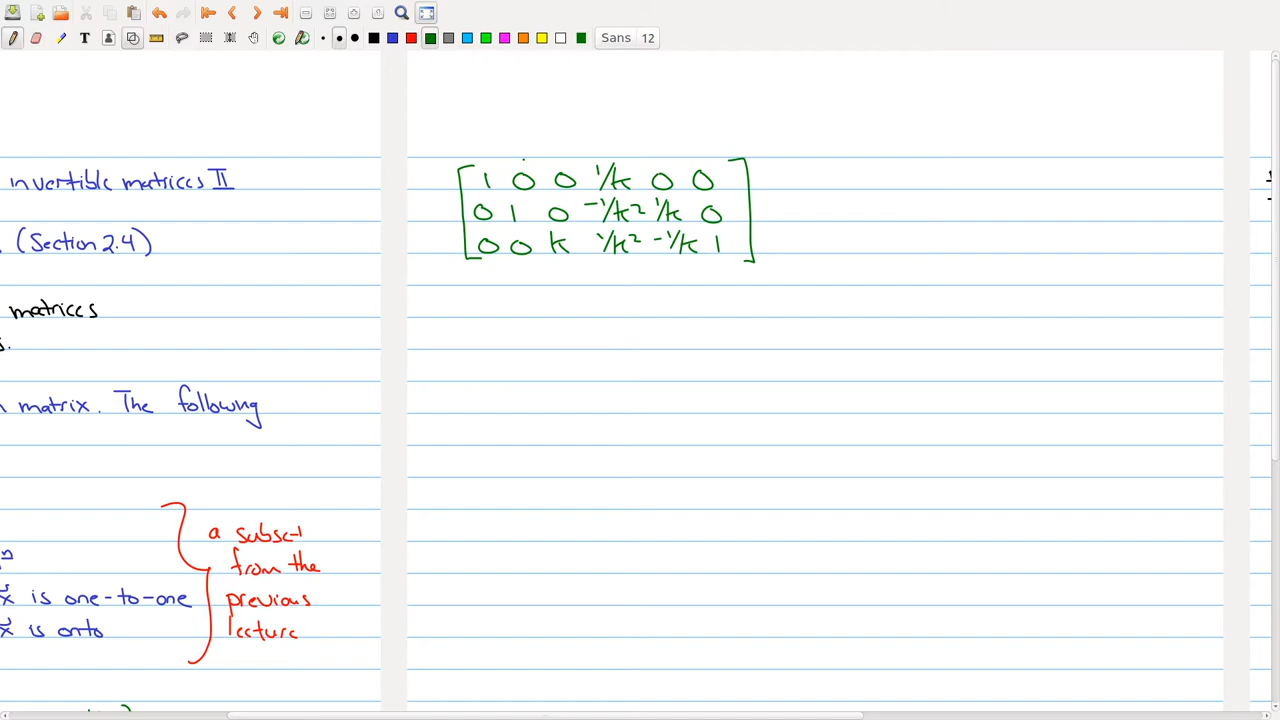 Sans 12
invertible matrices II
(Section 2.4)
matrices
s.
matrix. The following
a subset
from the
x is one-to-one
previous
x is onto
lecture
1 0 0 1/k 0 0
0 1 0 -1/k² 1/k 0
0 0 k 1/k² -1/k 1